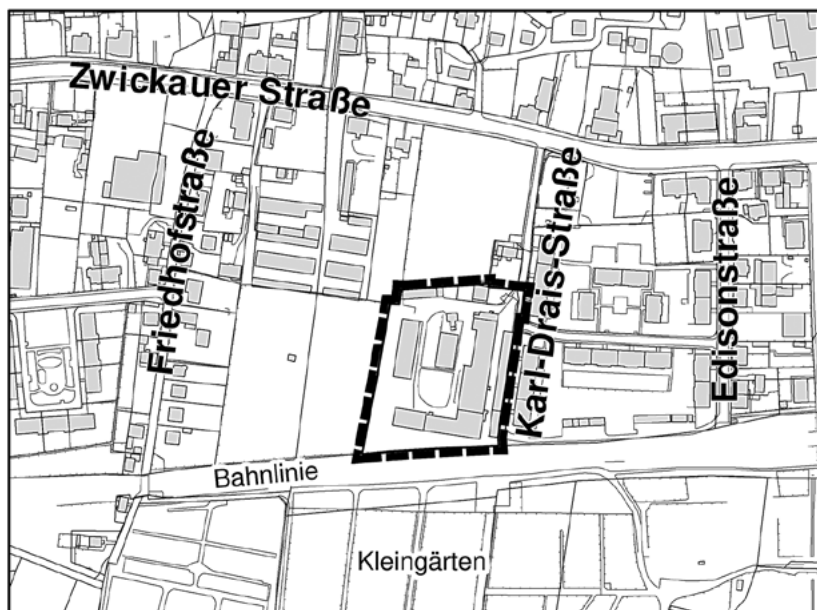 Zwickauer Straße
Friedhofstraße
Karl-Drais-Straße
Edisonstraße
Bahnlinie
Kleingärten